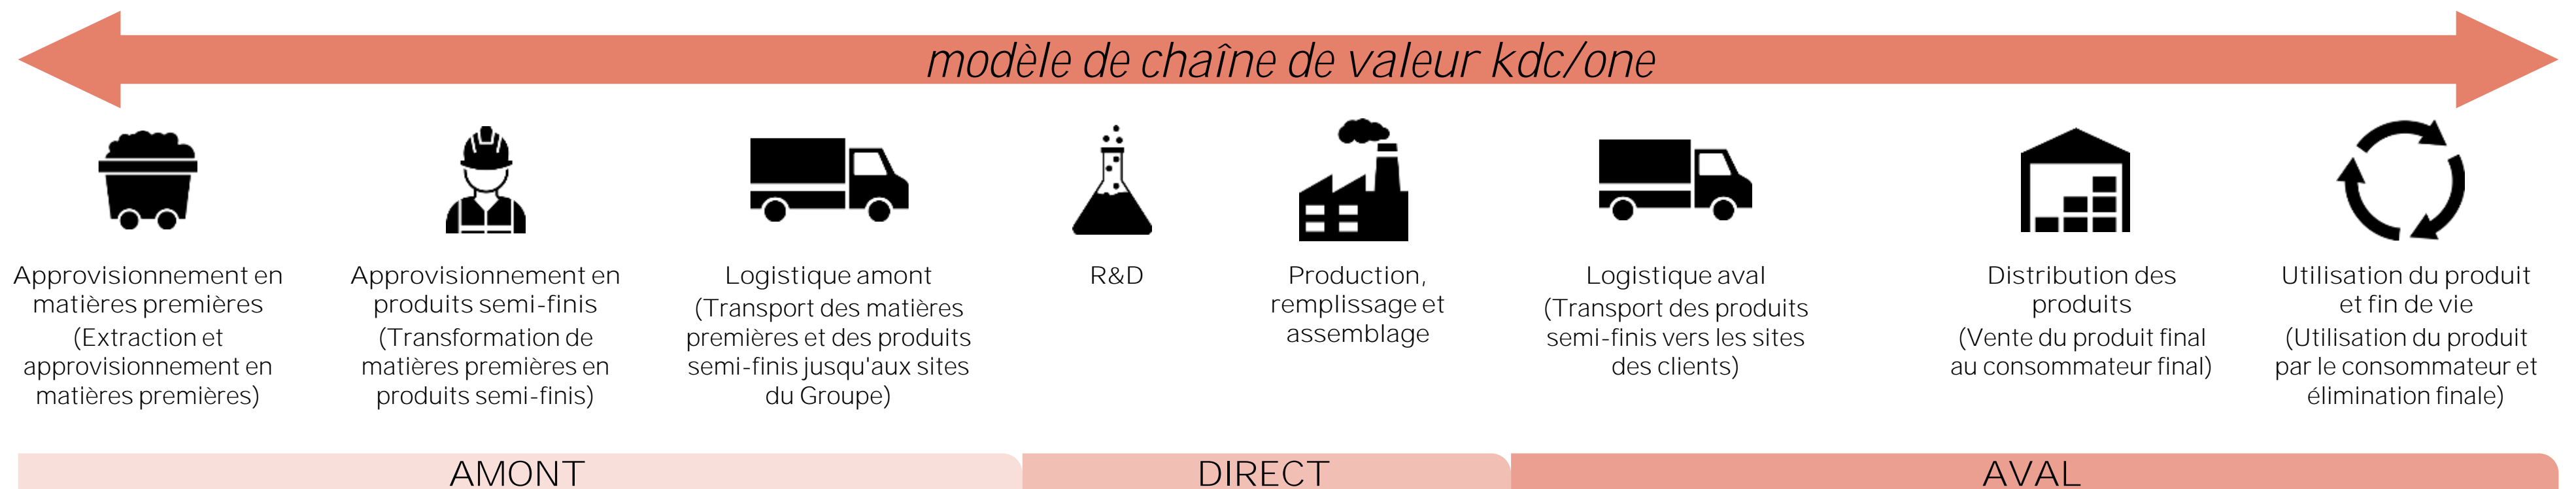 modèle de chaîne de valeur kdc/one
Approvisionnement en
matières premières
(Extraction et
approvisionnement en
matières premières)
Approvisionnement en
produits semi-finis
(Transformation de
matières premières en
produits semi-finis)
Logistique amont
(Transport des matières
premières et des produits
semi-finis jusqu'aux sites
du Groupe)
R&D
Production,
remplissage et
assemblage
Logistique aval
(Transport des produits
semi-finis vers les sites
des clients)
Distribution des
produits
(Vente du produit final
au consommateur final)
Utilisation du produit
et fin de vie
(Utilisation du produit
par le consommateur et
élimination finale)
AMONT
DIRECT
AVAL